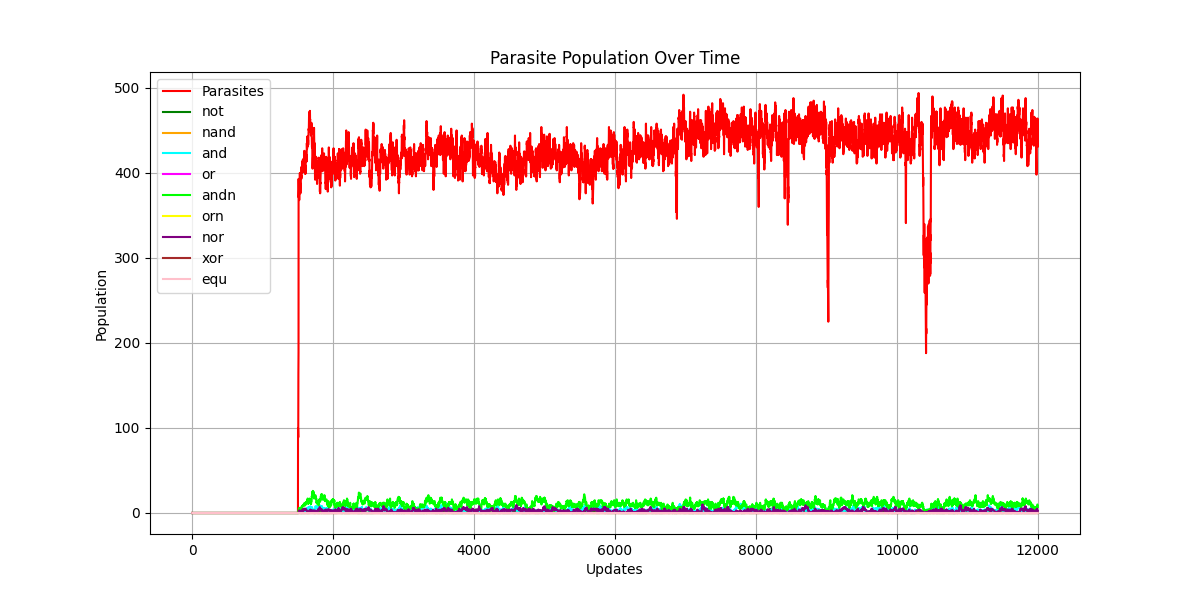 Parasite Population Over Time
Population
500
400
300
200
100
0
Parasites
not
nand
and
or
andn
orn
nor
xor
equ
0 2000 4000 6000 8000 10000 12000
Updates